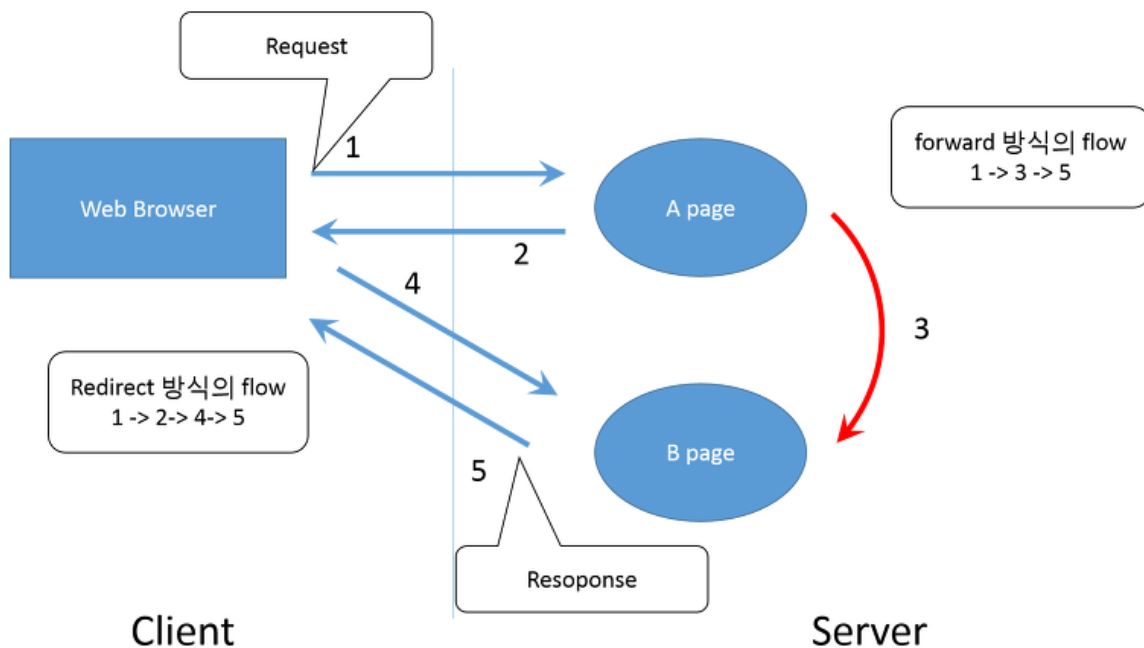 Request
1
forward 방식의 flow
1 -> 3 -> 5
Web Browser
A page
2
4
3
Redirect 방식의 flow
1 -> 2-> 4-> 5
B page
5
Resoponse
Client
Server